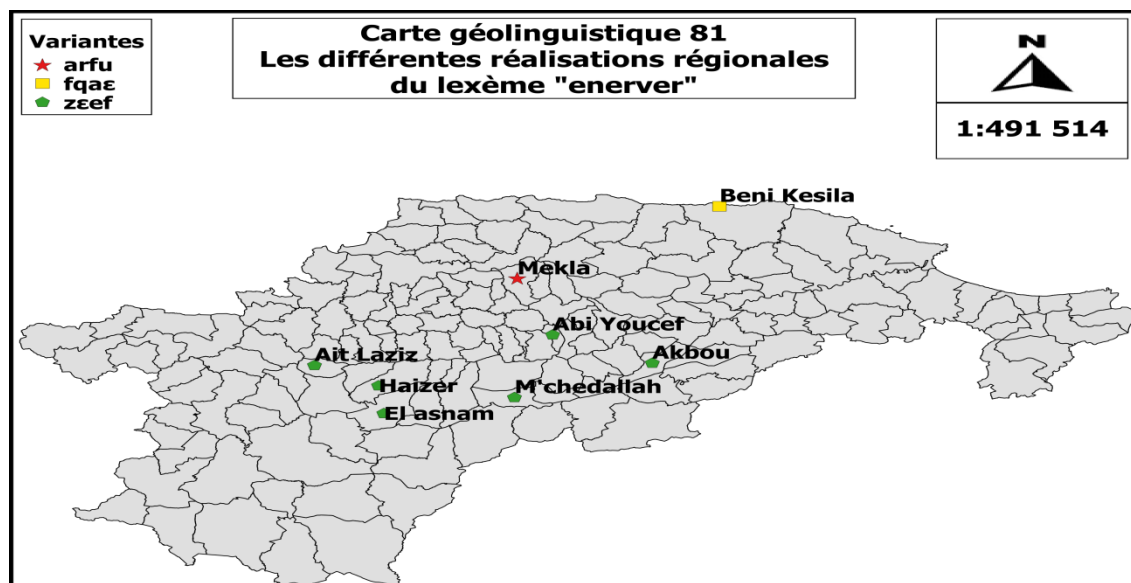 Variantes
arfu
fqaɛ
zɛef
Carte géolinguistique 81
Les différentes réalisations régionales
du lexème "enerver"
N
1:491 514
Beni Kesila
Mekla
Abi Youcef
Ait Laziz
Akbou
Haizer
M'chedallah
El asnam